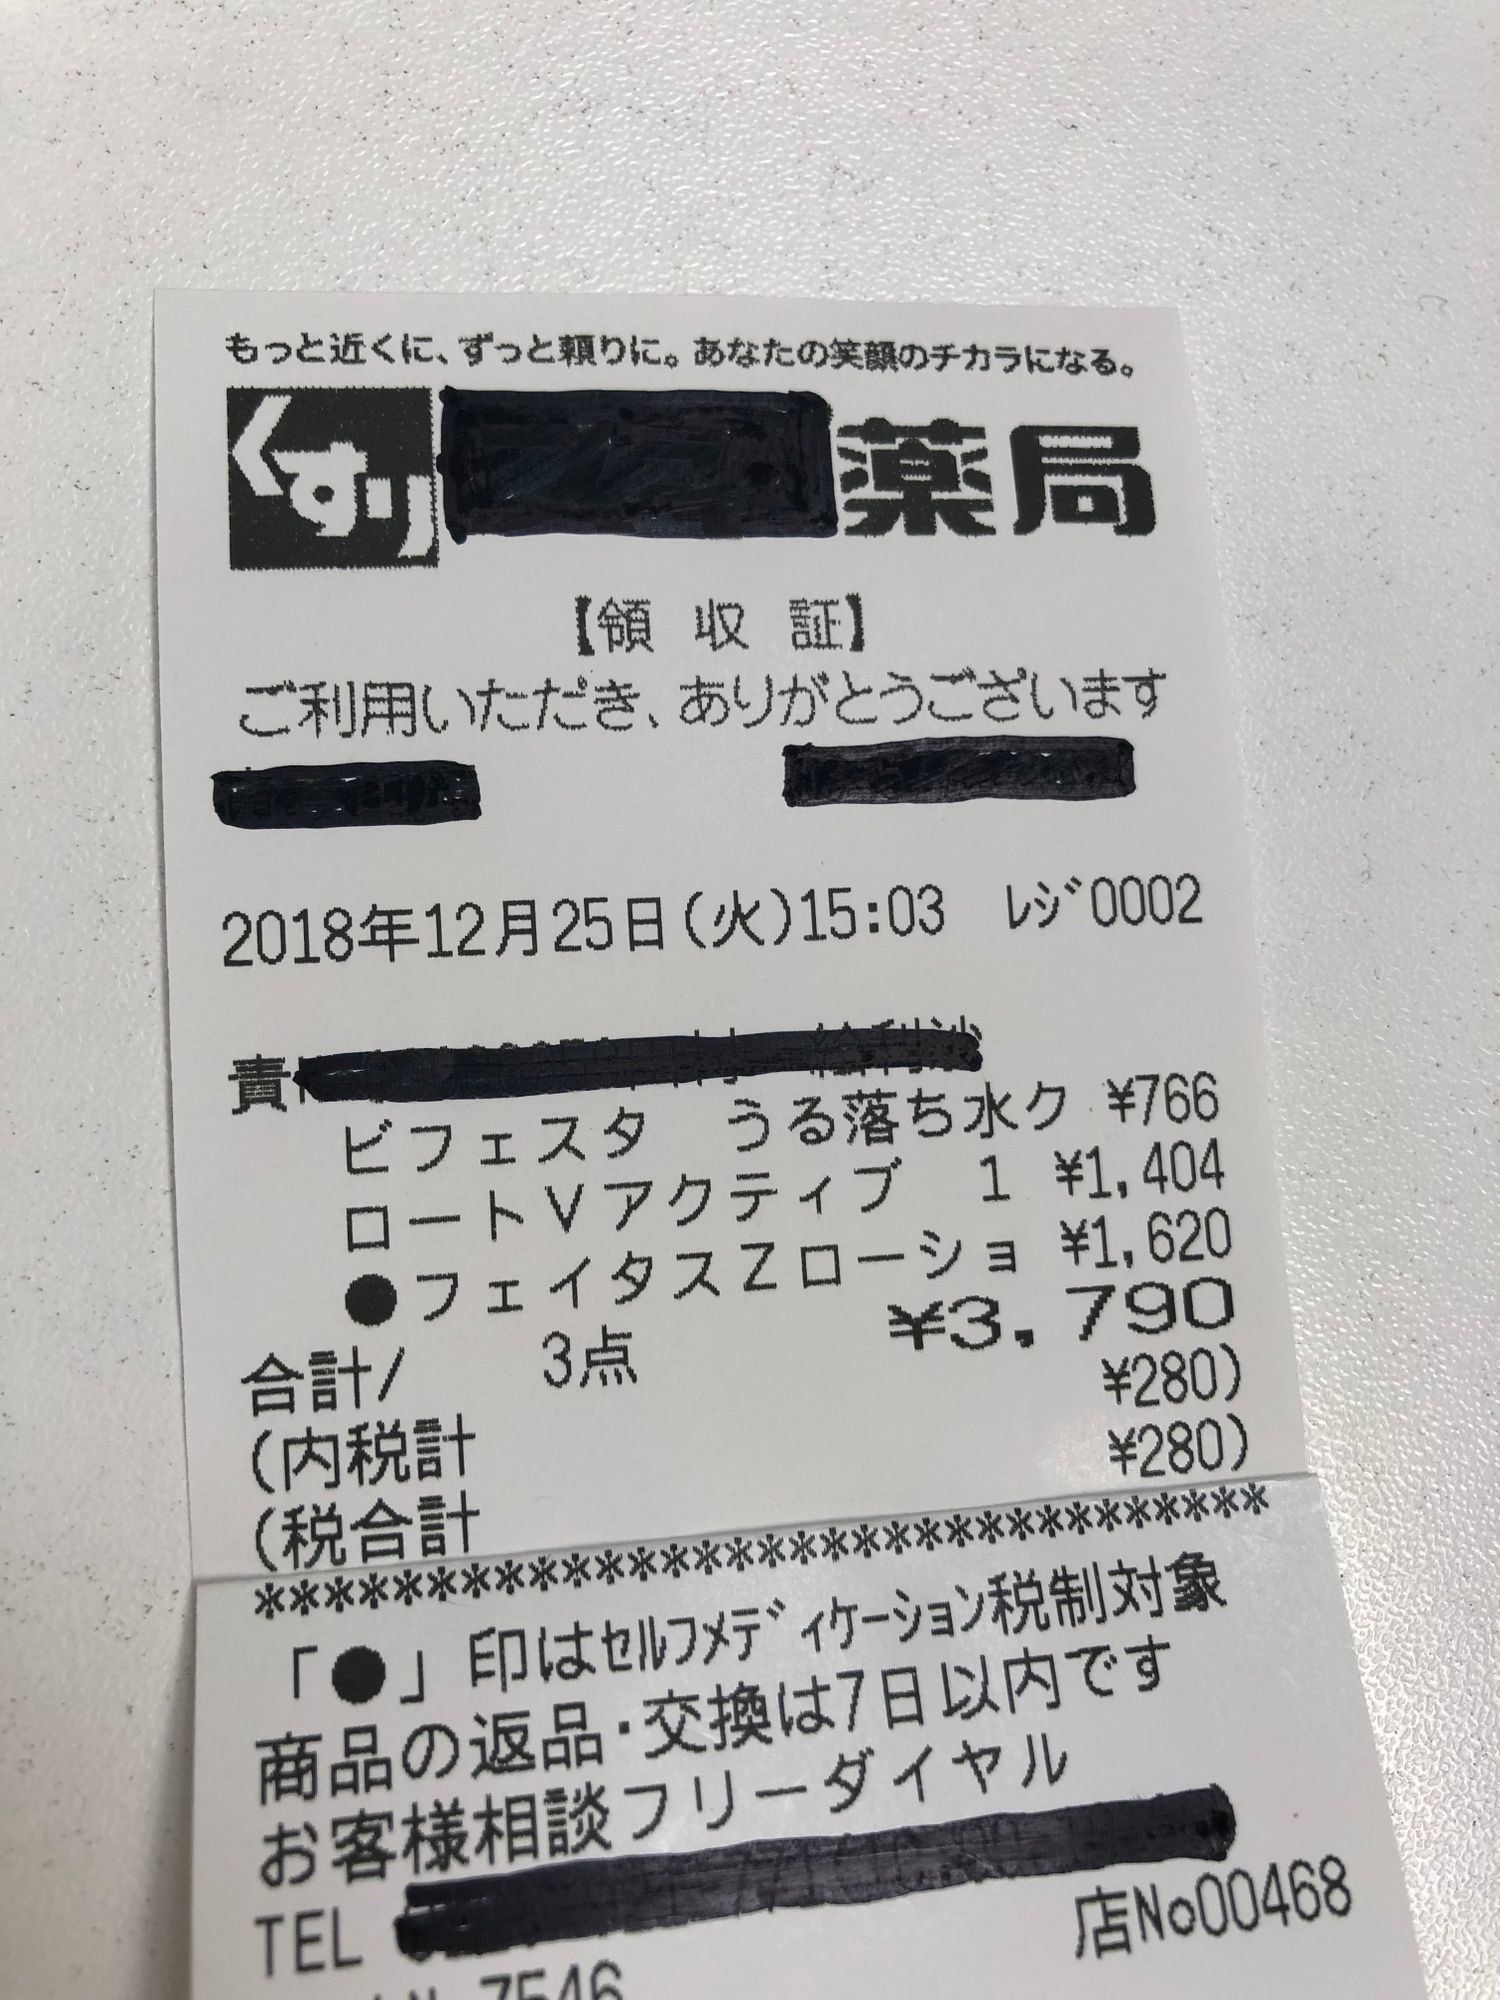 もっと近くに、ずっと頼りに。あなたの笑顔のチカラになる。
くすり 薬局
【領 収 証】
ご利用いただき、ありがとうございます
2018年12月25日(火)15:03 ﾚｼﾞ0002
責
ビフェスタ うる落ち水ク ¥766
ロートVアクティブ 1 ¥1,404
●フェイタスZローショ ¥1,620
合計/ 3点 ¥3,790
(内税計 ¥280)
(税合計 ¥280)
******************************
「●」印はｾﾙﾌﾒﾃﾞｨｹｰｼｮﾝ税制対象
商品の返品・交換は7日以内です
お客様相談フリーダイヤル
TEL
店No00468
7546